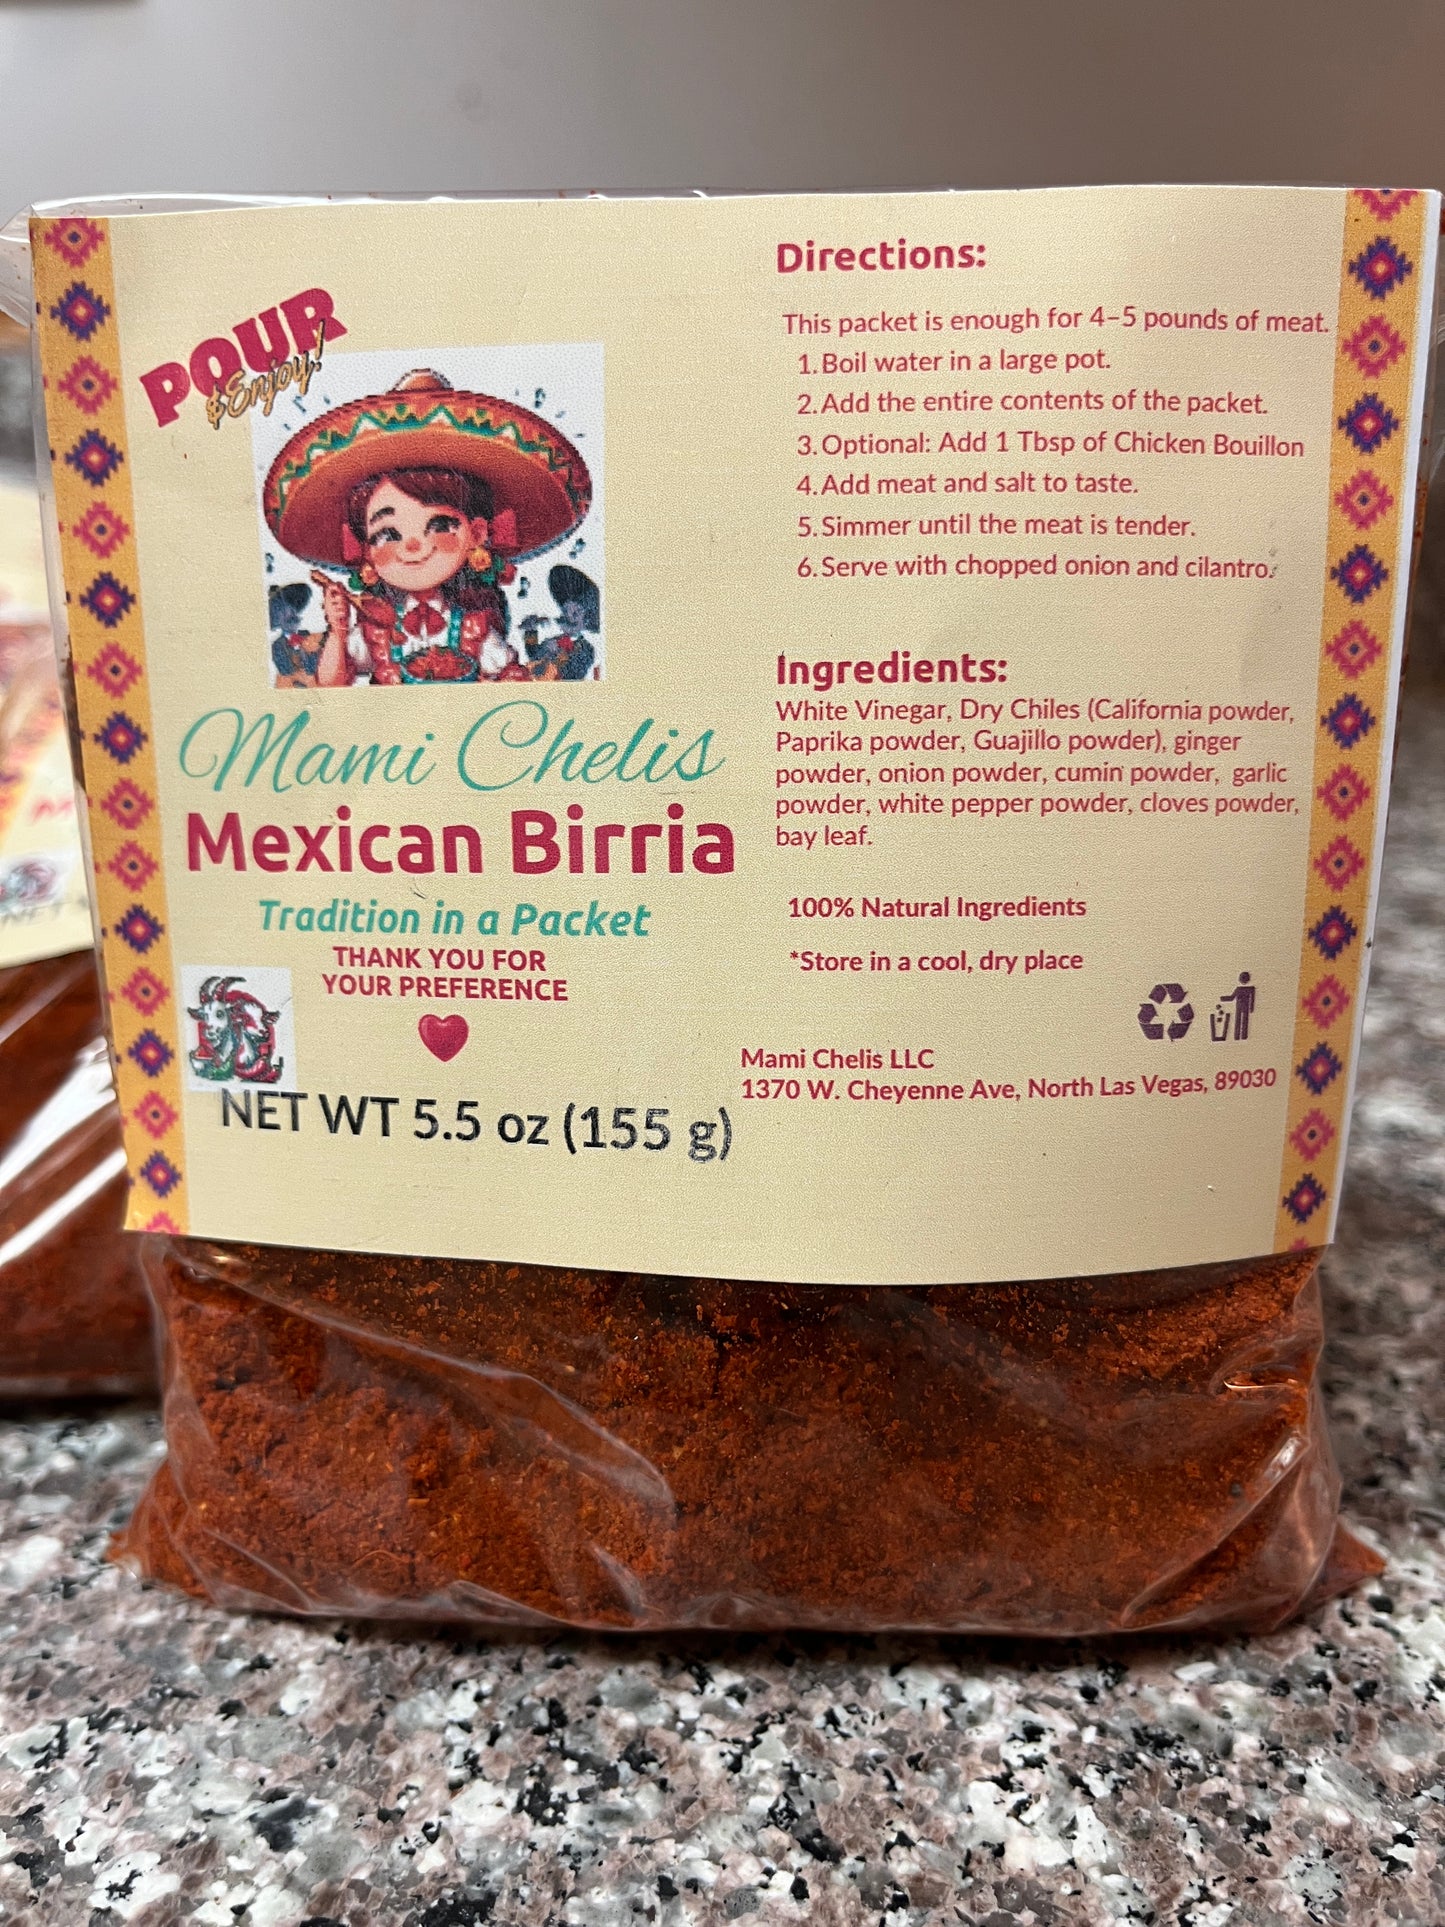 POUR
& Enjoy!
Mami Chelis
Mexican Birria
Tradition in a Packet
THANK YOU FOR
YOUR PREFERENCE
NET WT 5.5 oz (155 g)
Directions:
This packet is enough for 4–5 pounds of meat.
1. Boil water in a large pot.
2. Add the entire contents of the packet.
3. Optional: Add 1 Tbsp of Chicken Bouillon
4. Add meat and salt to taste.
5. Simmer until the meat is tender.
6. Serve with chopped onion and cilantro.
Ingredients:
White Vinegar, Dry Chiles (California powder,
Paprika powder, Guajillo powder), ginger
powder, onion powder, cumin powder, garlic
powder, white pepper powder, cloves powder,
bay leaf.
100% Natural Ingredients
*Store in a cool, dry place
Mami Chelis LLC
1370 W. Cheyenne Ave, North Las Vegas, 89030